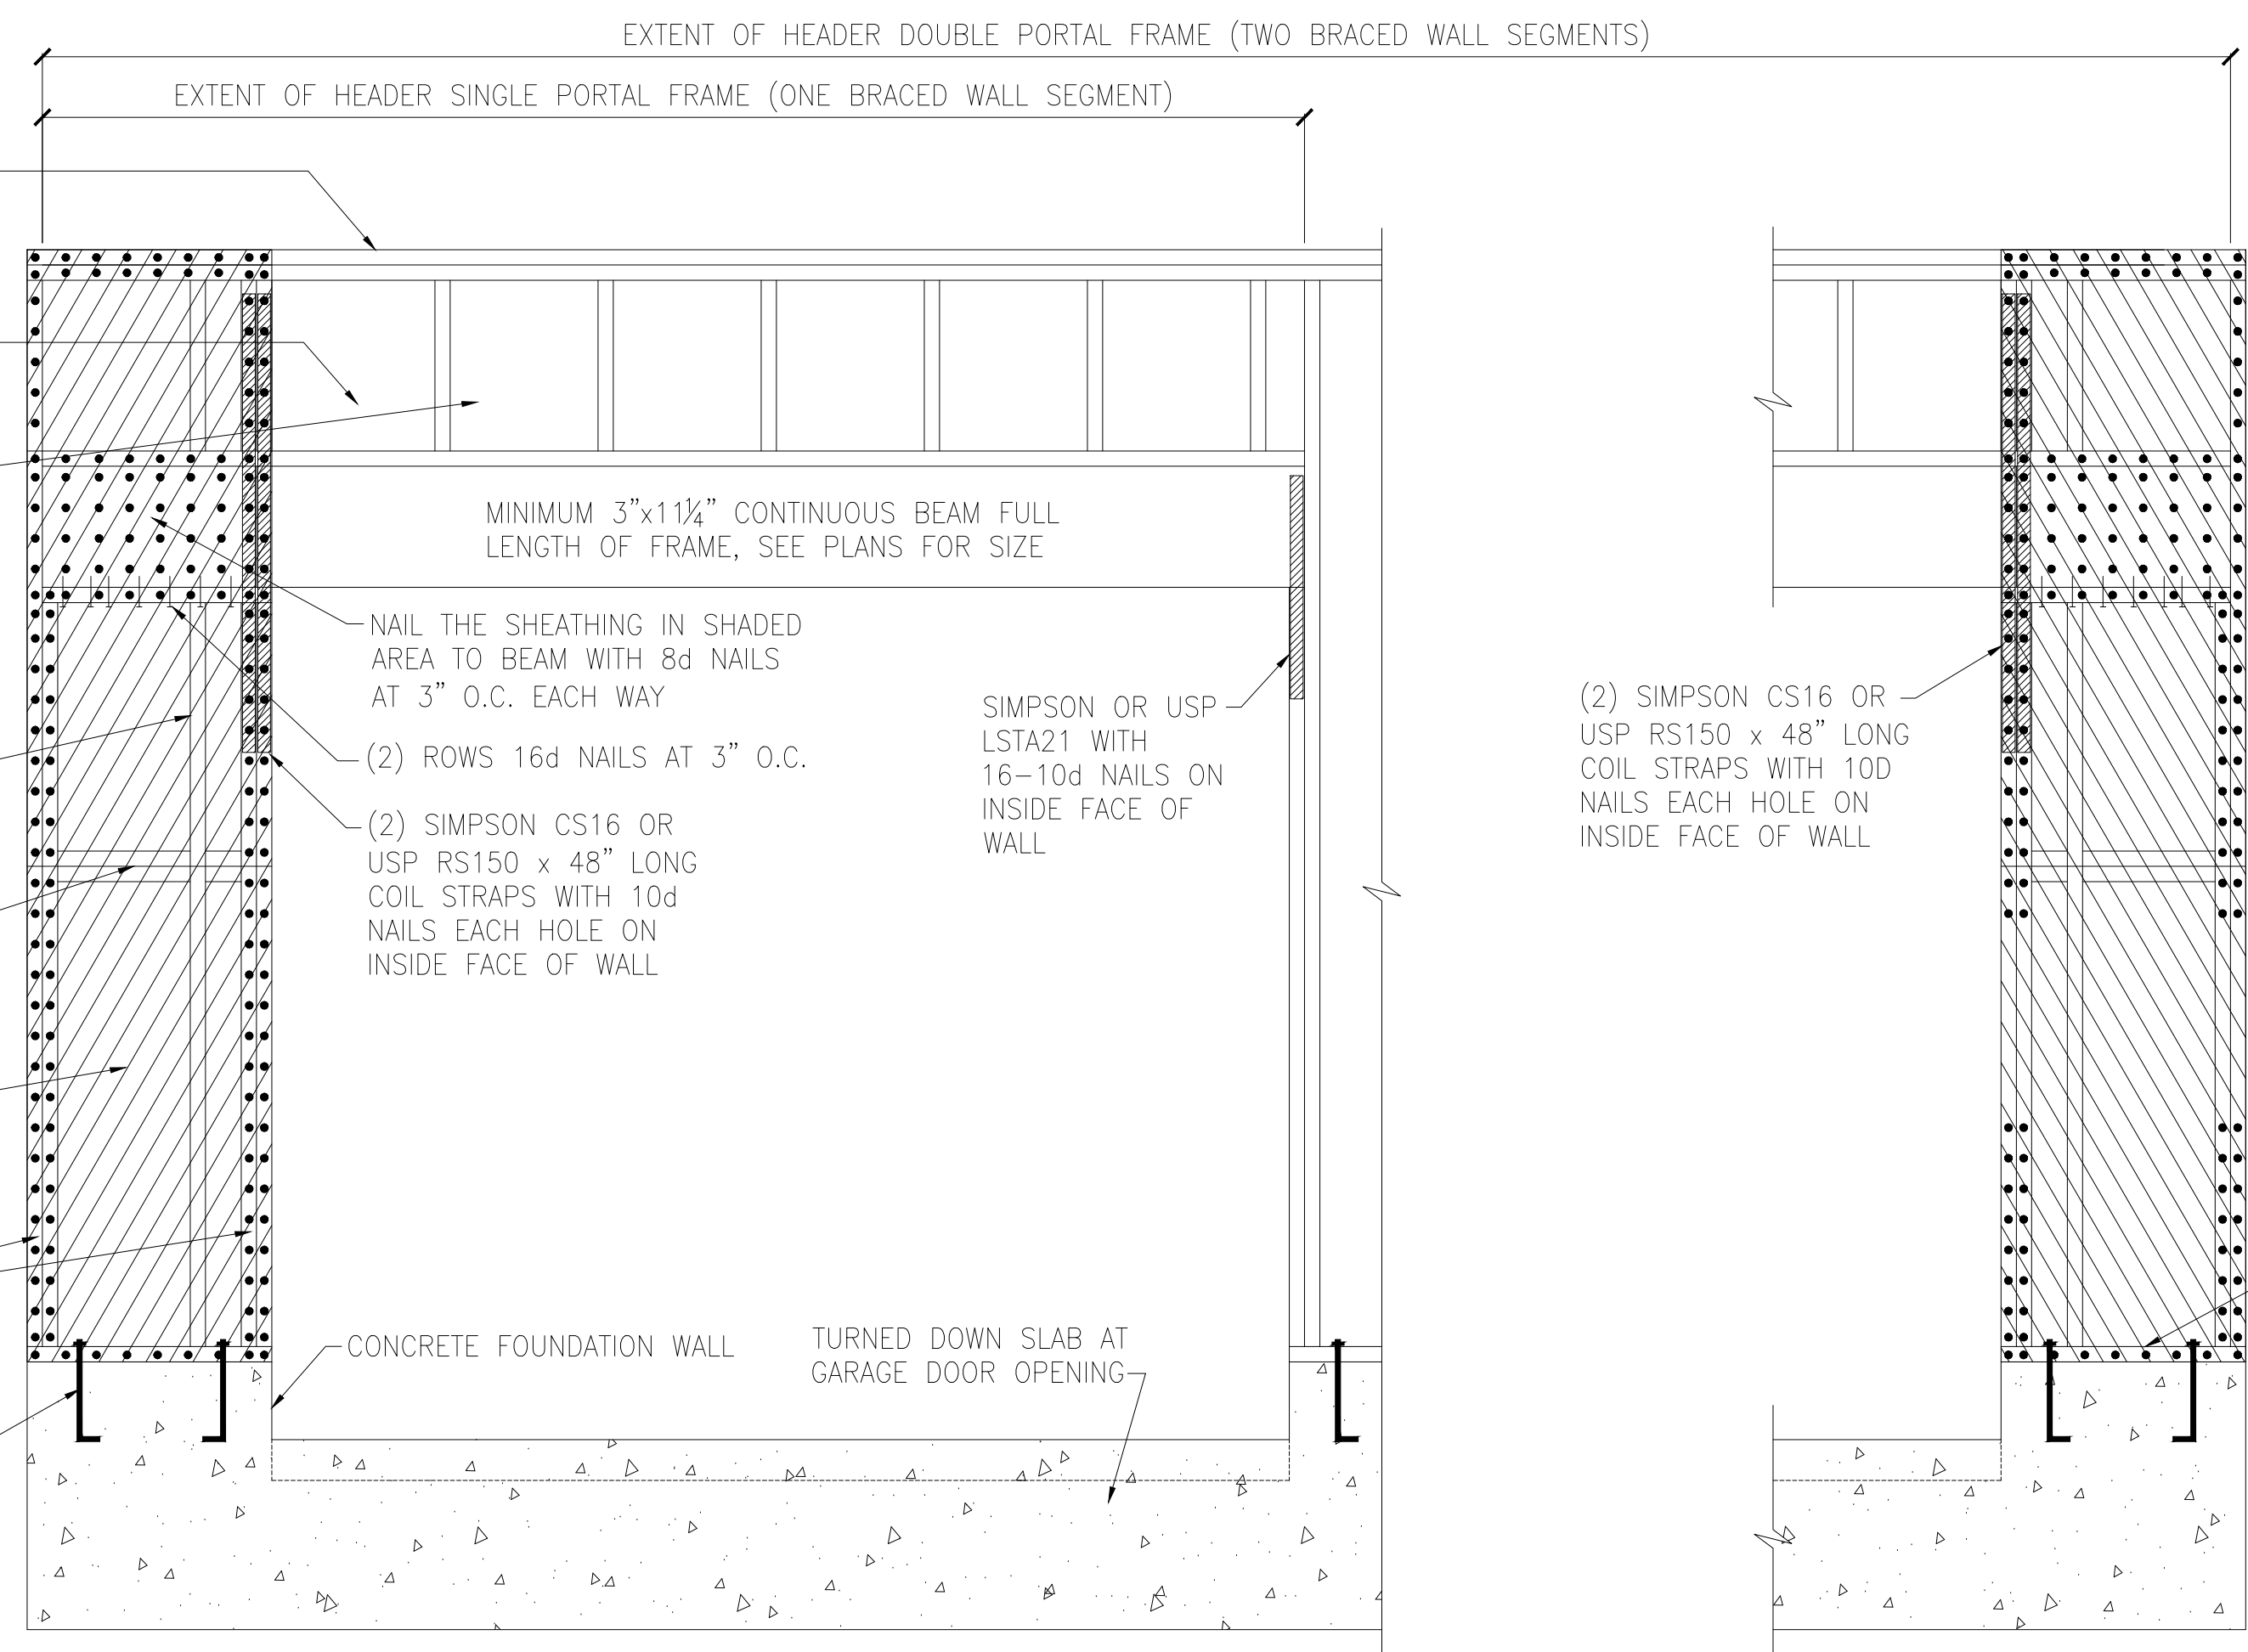 EXTENT OF HEADER DOUBLE PORTAL FRAME (TWO BRACED WALL SEGMENTS)
EXTENT OF HEADER SINGLE PORTAL FRAME (ONE BRACED WALL SEGMENT)
MINIMUM 3"x11¼" CONTINUOUS BEAM FULL
LENGTH OF FRAME, SEE PLANS FOR SIZE
NAIL THE SHEATHING IN SHADED
AREA TO BEAM WITH 8d NAILS
AT 3" O.C. EACH WAY
(2) ROWS 16d NAILS AT 3" O.C.
(2) SIMPSON CS16 OR
USP RS150 x 48" LONG
COIL STRAPS WITH 10d
NAILS EACH HOLE ON
INSIDE FACE OF WALL
SIMPSON OR USP
LSTA21 WITH
16-10d NAILS ON
INSIDE FACE OF
WALL
(2) SIMPSON CS16 OR
USP RS150 x 48" LONG
COIL STRAPS WITH 10D
NAILS EACH HOLE ON
INSIDE FACE OF WALL
CONCRETE FOUNDATION WALL
TURNED DOWN SLAB AT
GARAGE DOOR OPENING